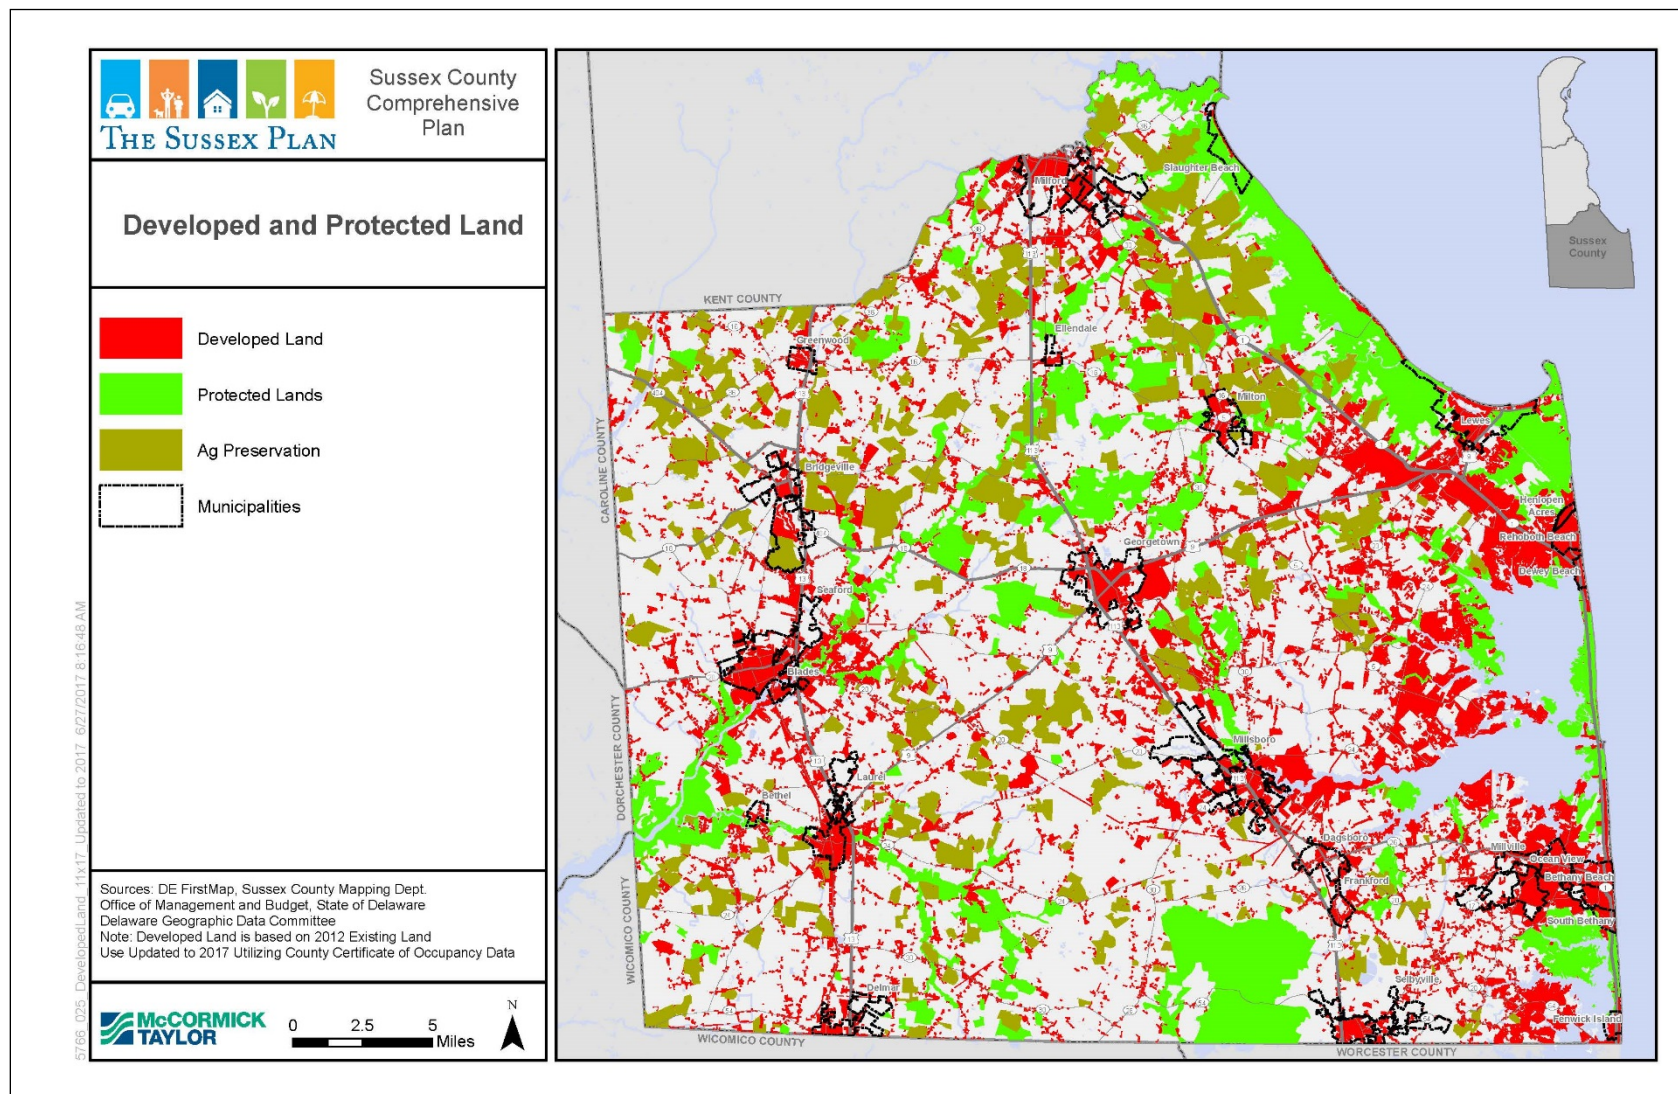 THE SUSSEX PLAN
Sussex County
Comprehensive
Plan
Developed and Protected Land
Developed Land
Protected Lands
Ag Preservation
Municipalities
Sources: DE FirstMap, Sussex County Mapping Dept.
Office of Management and Budget, State of Delaware
Delaware Geographic Data Committee
Note: Developed Land is based on 2012 Existing Land
Use Updated to 2017 Utilizing County Certificate of Occupancy Data
McCORMICK
TAYLOR
0 2.5 5
Miles
N
5766_025_DevelopedLand_11x17_Updated to 2017 6/27/2017 8:16:48 AM
Sussex
County
KENT COUNTY
CAROLINE COUNTY
DORCHESTER COUNTY
WICOMICO COUNTY
WICOMICO COUNTY
WORCESTER COUNTY
Slaughter Beach
Milford
Ellendale
Greenwood
Milton
Lewes
Bridgeville
Henlopen
Acres
Rehoboth Beach
Dewey Beach
Georgetown
Seaford
Blades
Millsboro
Laurel
Bethel
Dagsboro
Millville
Ocean View
Bethany Beach
Frankford
South Bethany
Selbyville
Delmar
Fenwick Island